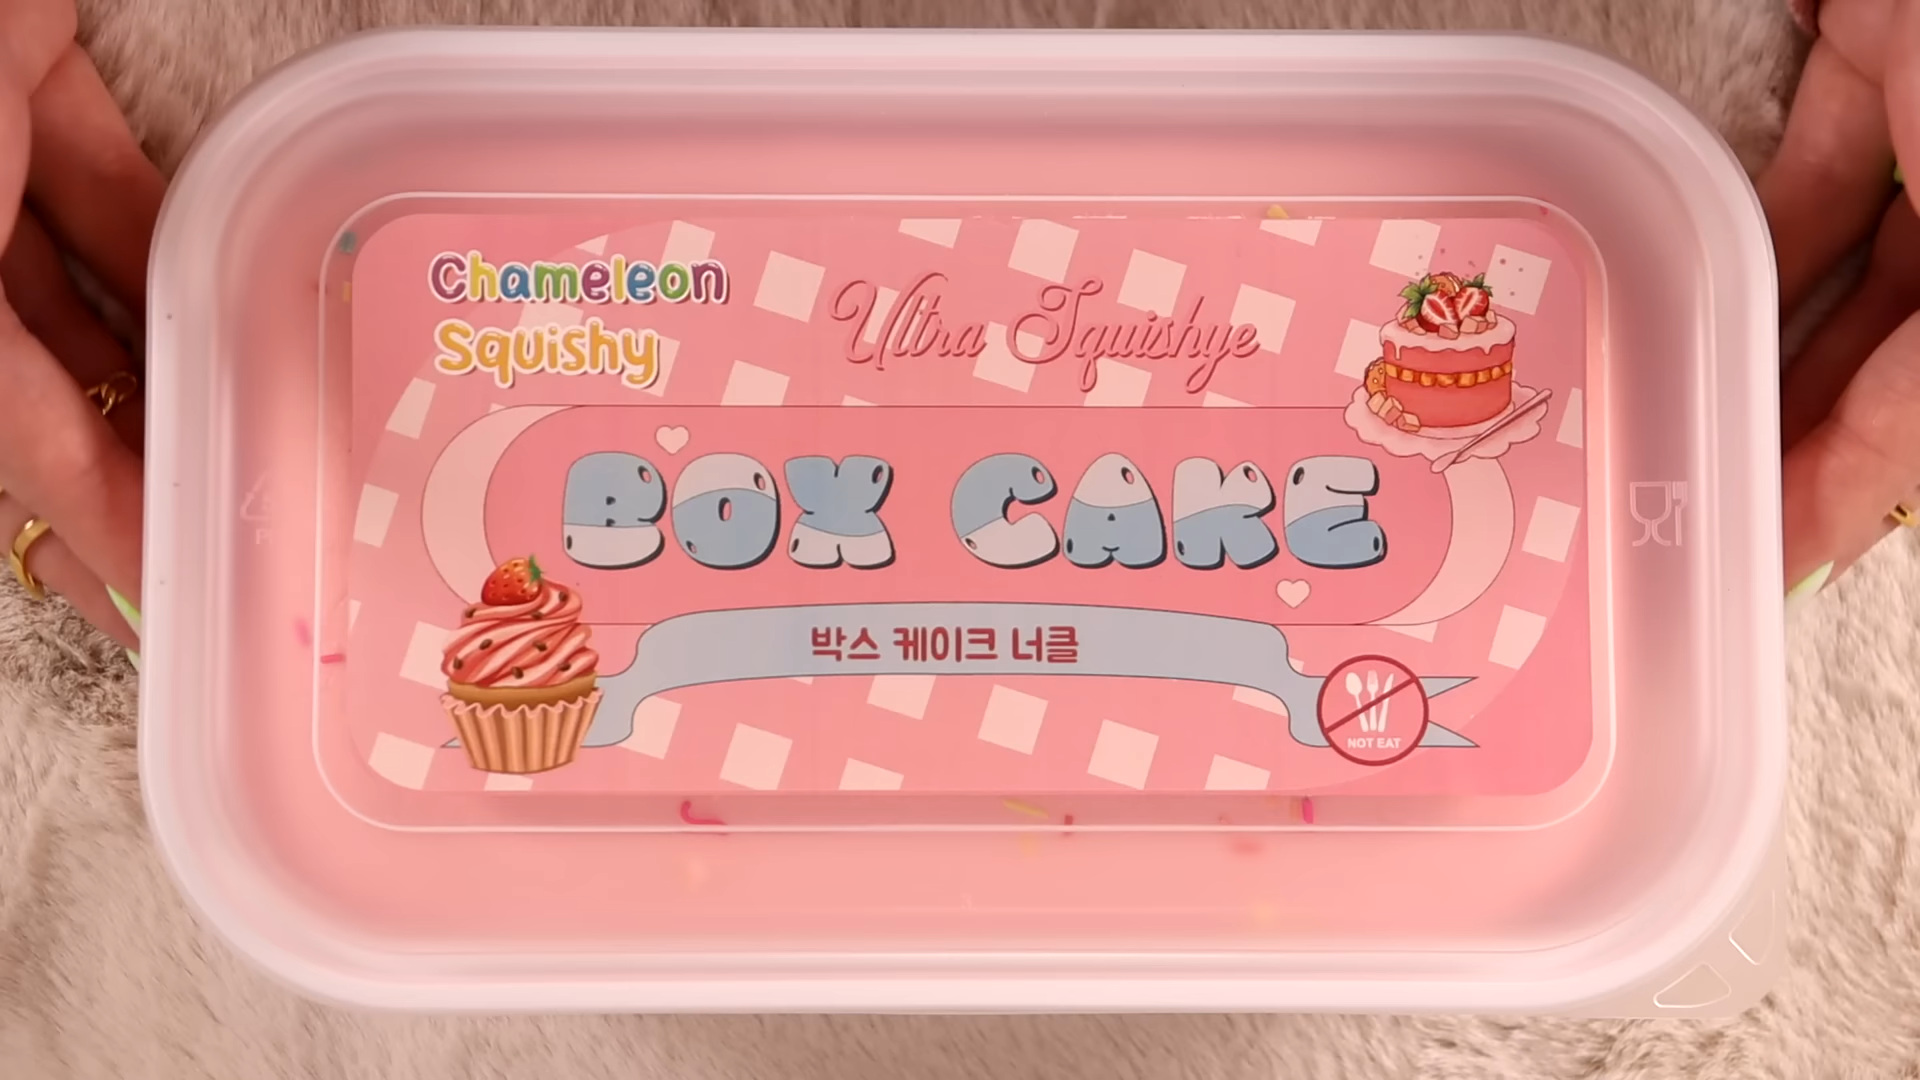 Chameleon
Squishy
Ultra Squishye
BOX CAKE
박스 케이크 너클
NOT EAT